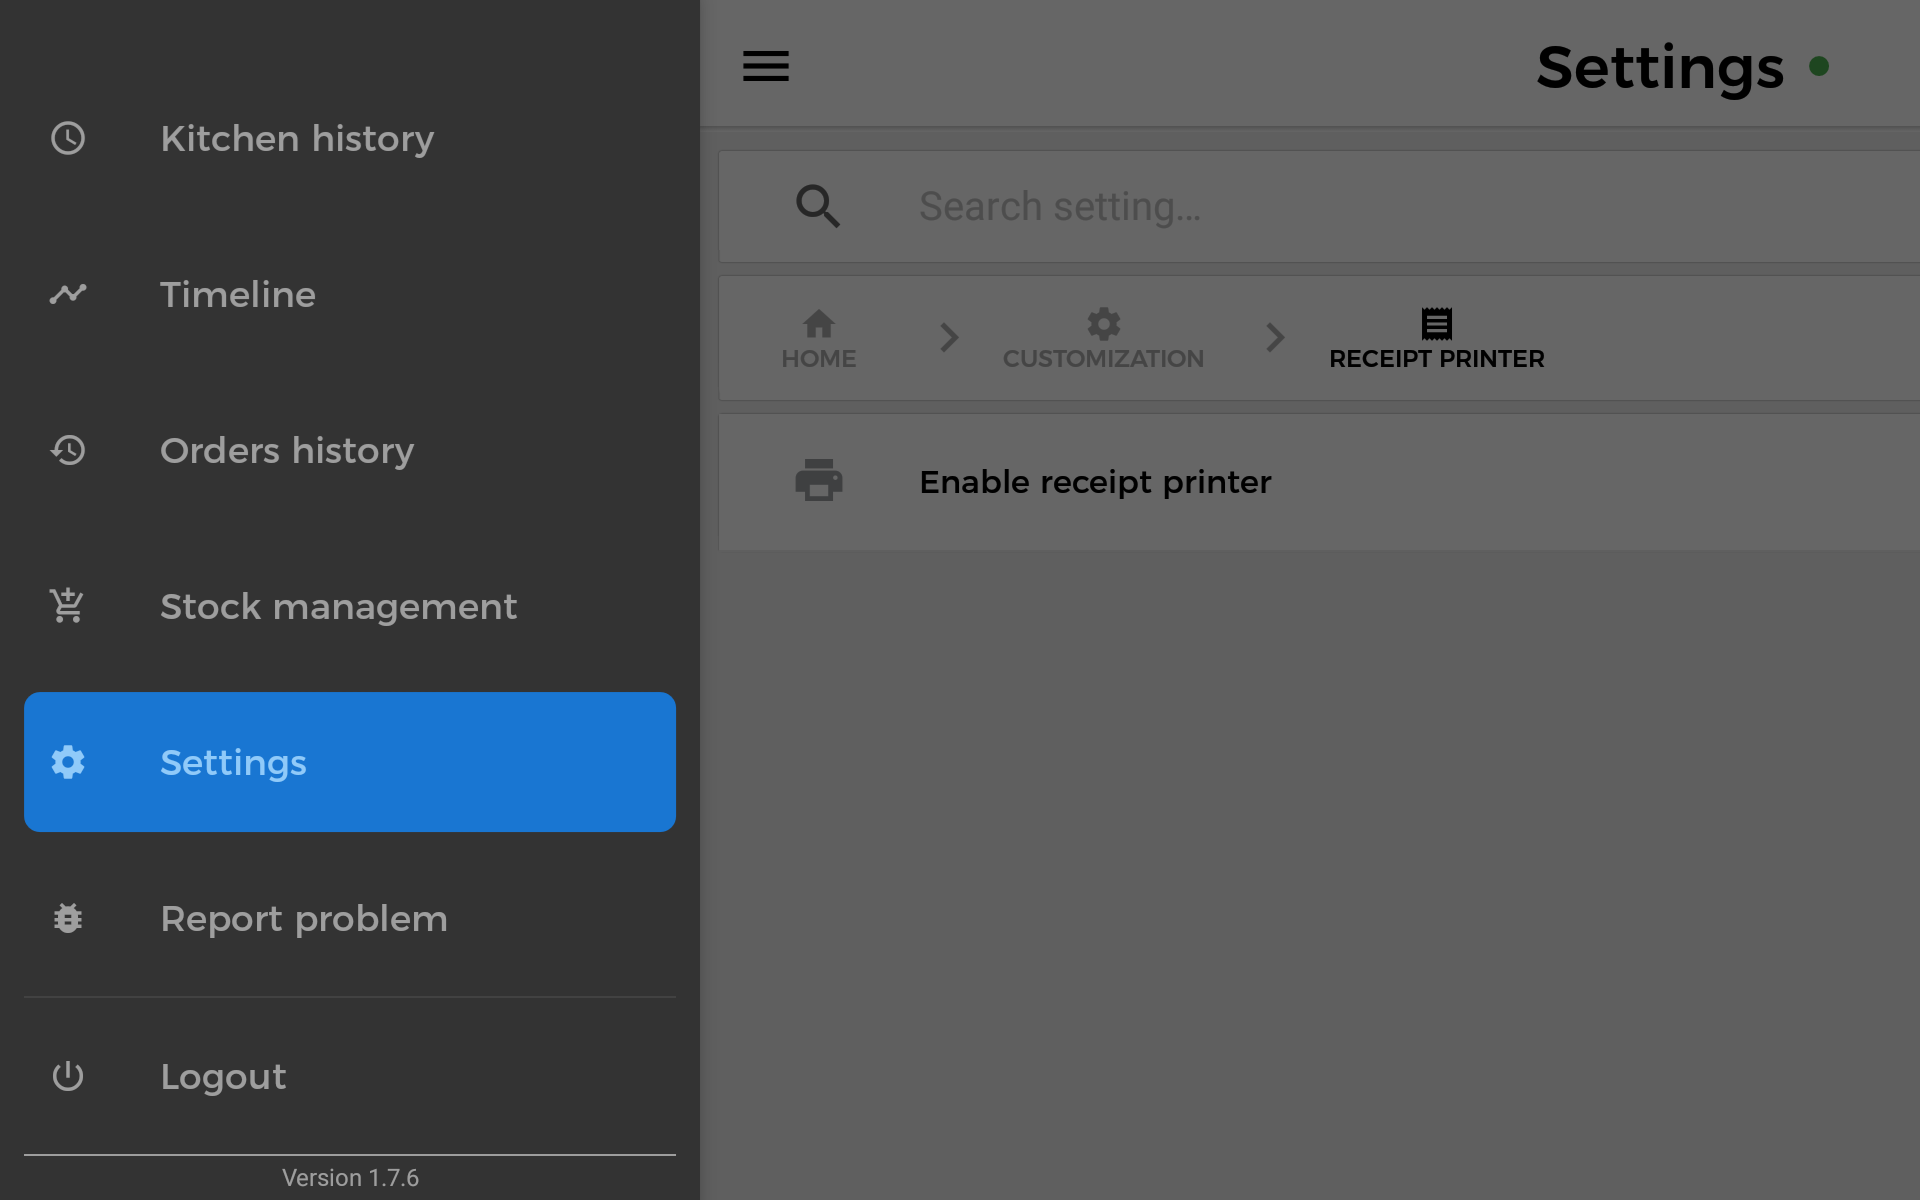 Kitchen history
Timeline
Orders history
Stock management
Settings
Report problem
Logout
Version 1.7.6
Settings
Search setting...
HOME
CUSTOMIZATION
RECEIPT PRINTER
Enable receipt printer